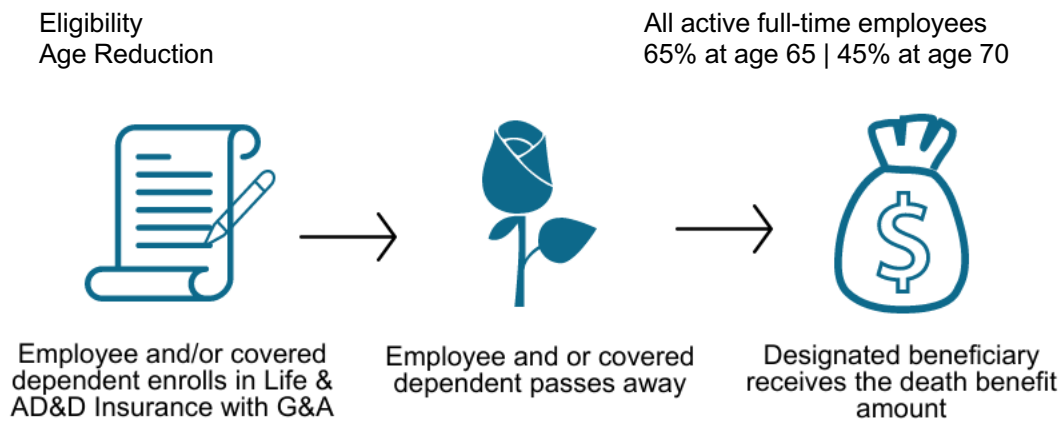 Eligibility
All active full-time employees
Age Reduction
65% at age 65 | 45% at age 70
$
Employee and/or covered
dependent enrolls in Life &
AD&D Insurance with G&A
Employee and or covered
dependent passes away
Designated beneficiary
receives the death benefit
amount